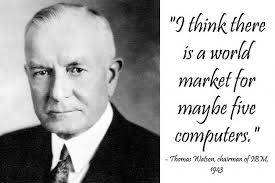 "I think there
is a world
market for
maybe five
computers."
- Thomas Watson, chairman of IBM,
1943